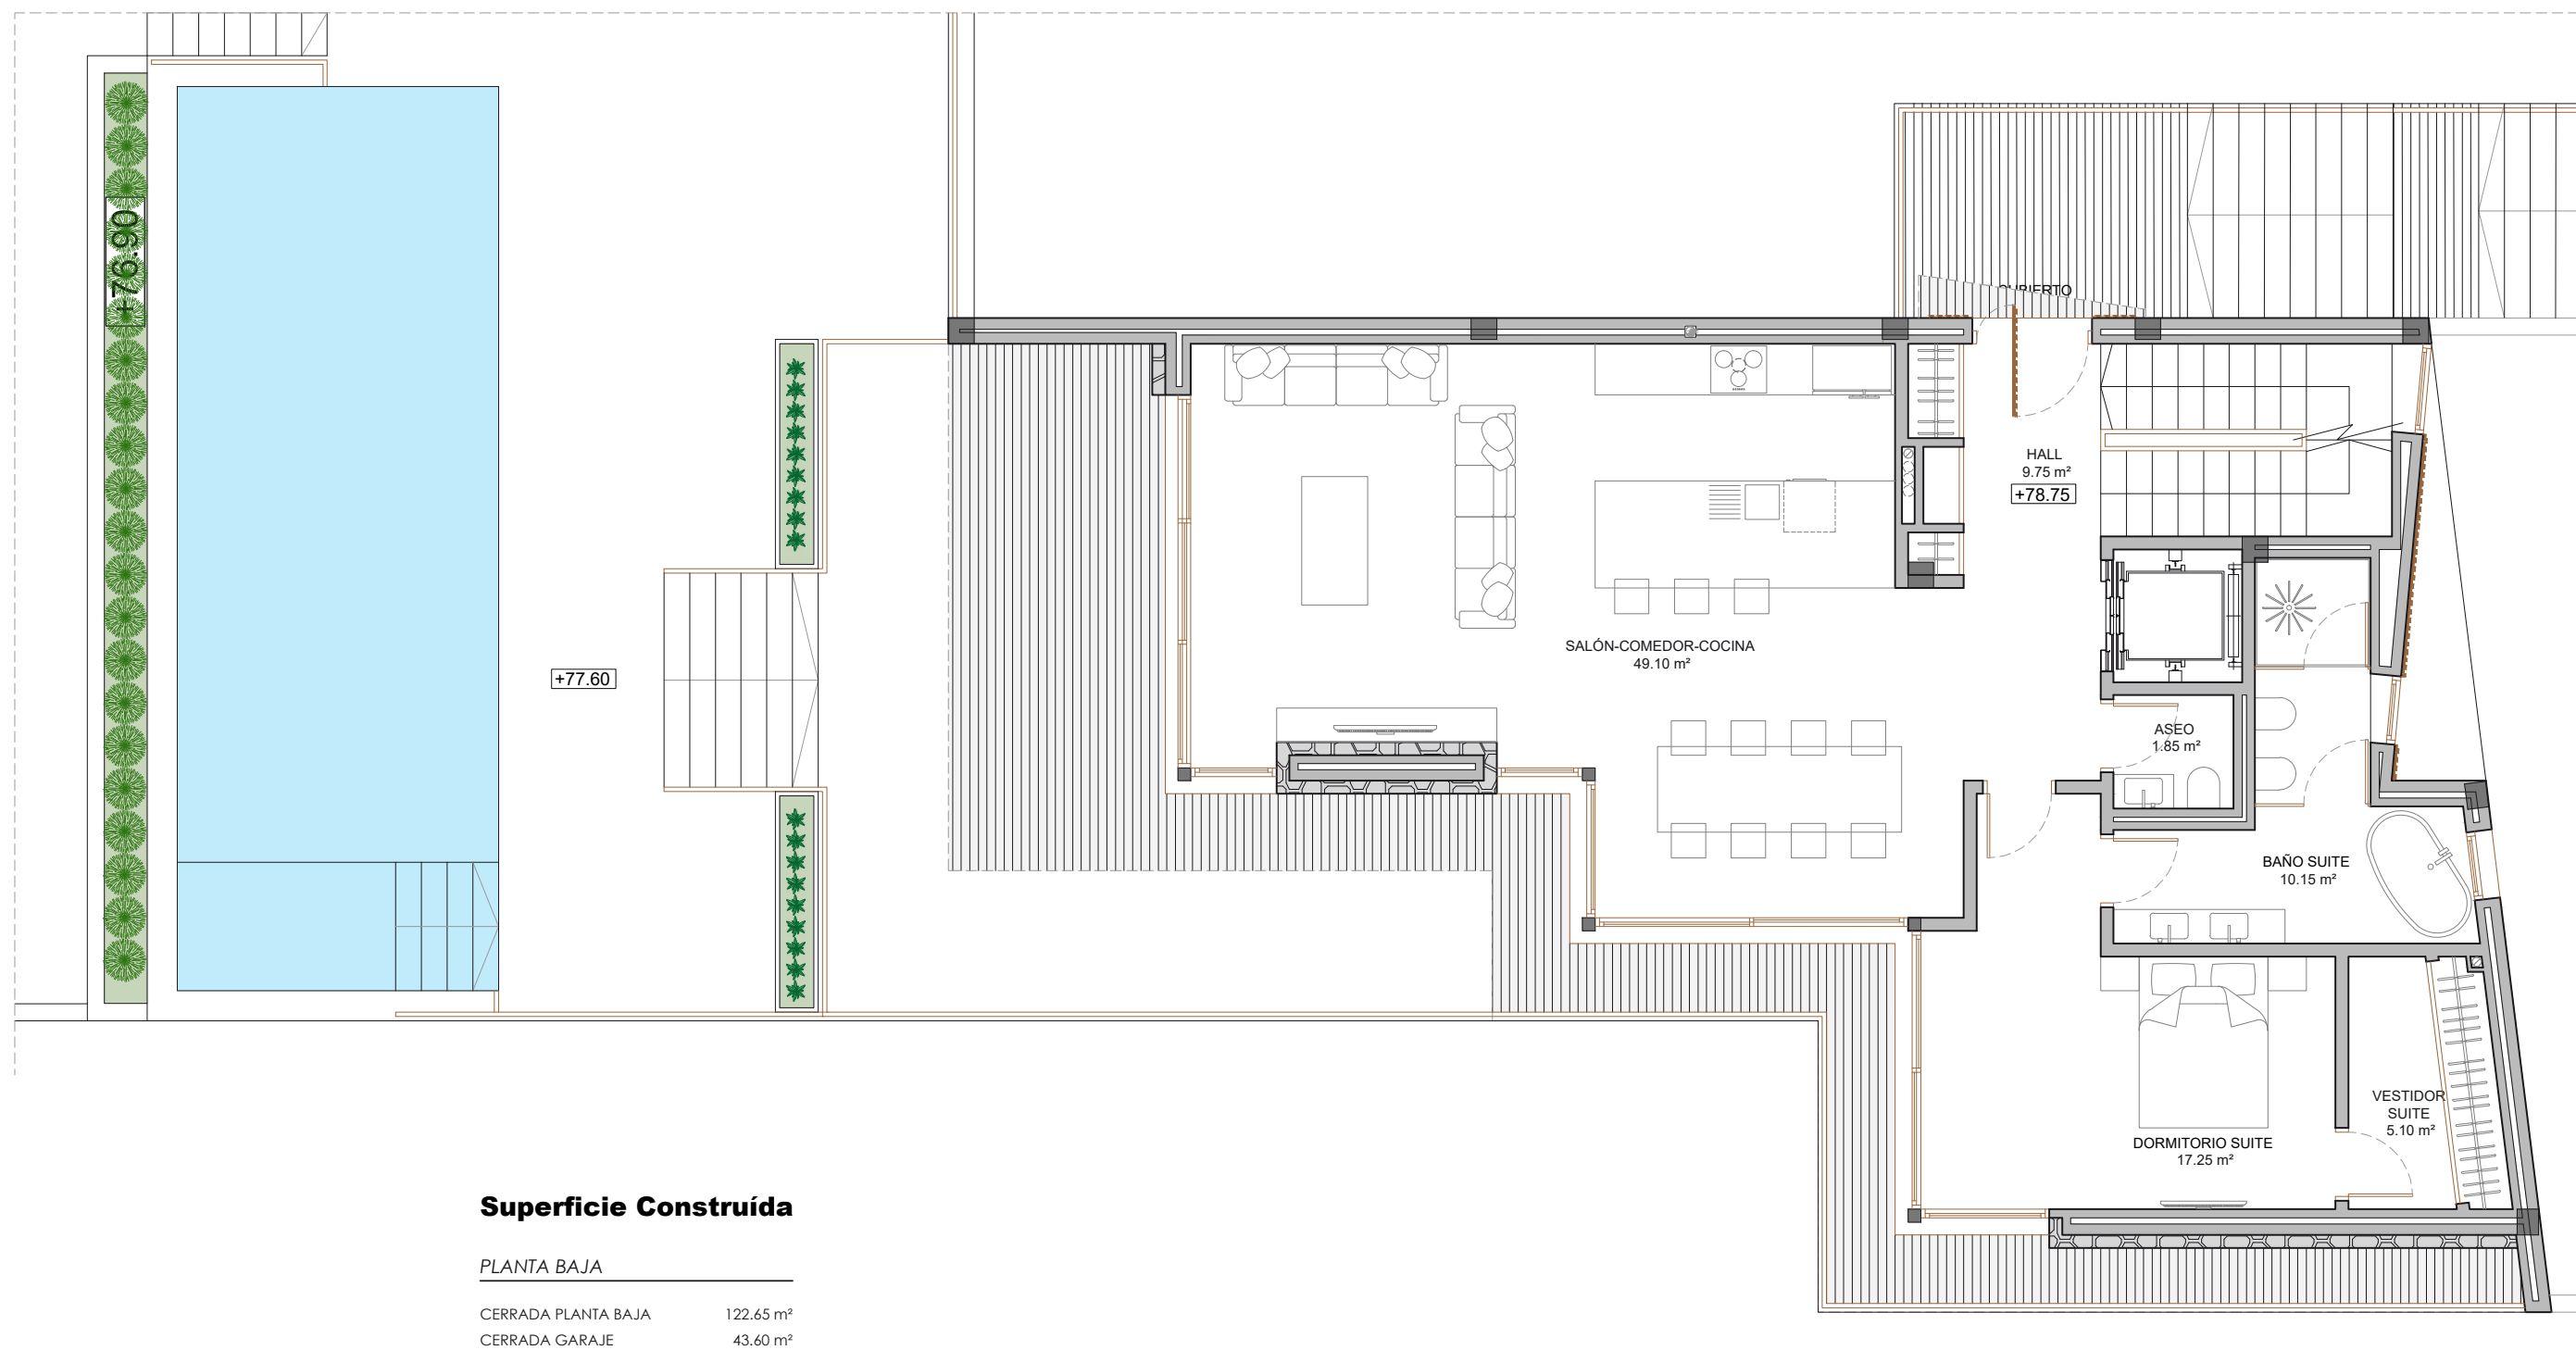 +76.90
CUBIERTO
HALL
9.75 m²
+78.75
SALÓN-COMEDOR-COCINA
49.10 m²
+77.60
ASEO
1.85 m²
BAÑO SUITE
10.15 m²
VESTIDOR
SUITE
5.10 m²
DORMITORIO SUITE
17.25 m²
Superficie Construída
PLANTA BAJA
CERRADA PLANTA BAJA 122.65 m²
CERRADA GARAJE 43.60 m²